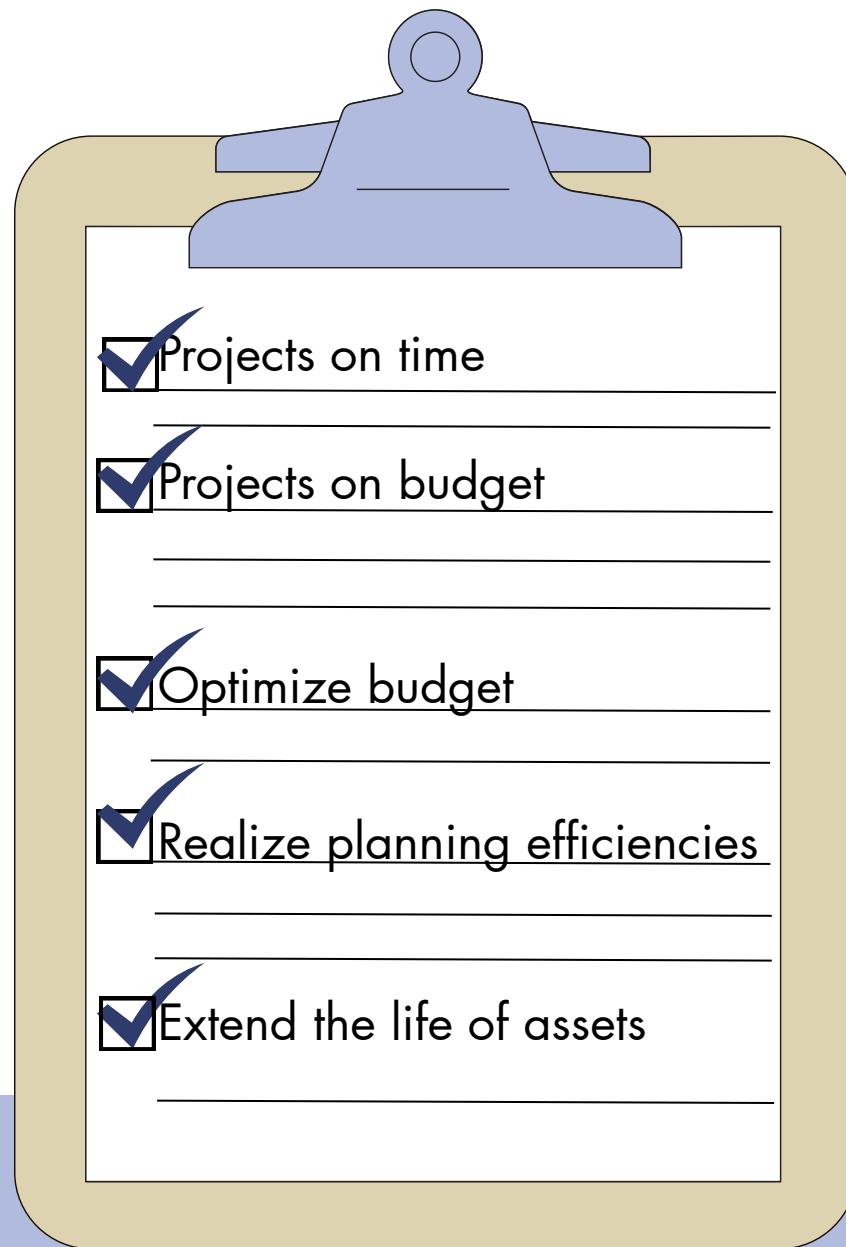 Projects on time
Projects on budget
Optimize budget
Realize planning efficiencies
Extend the life of assets